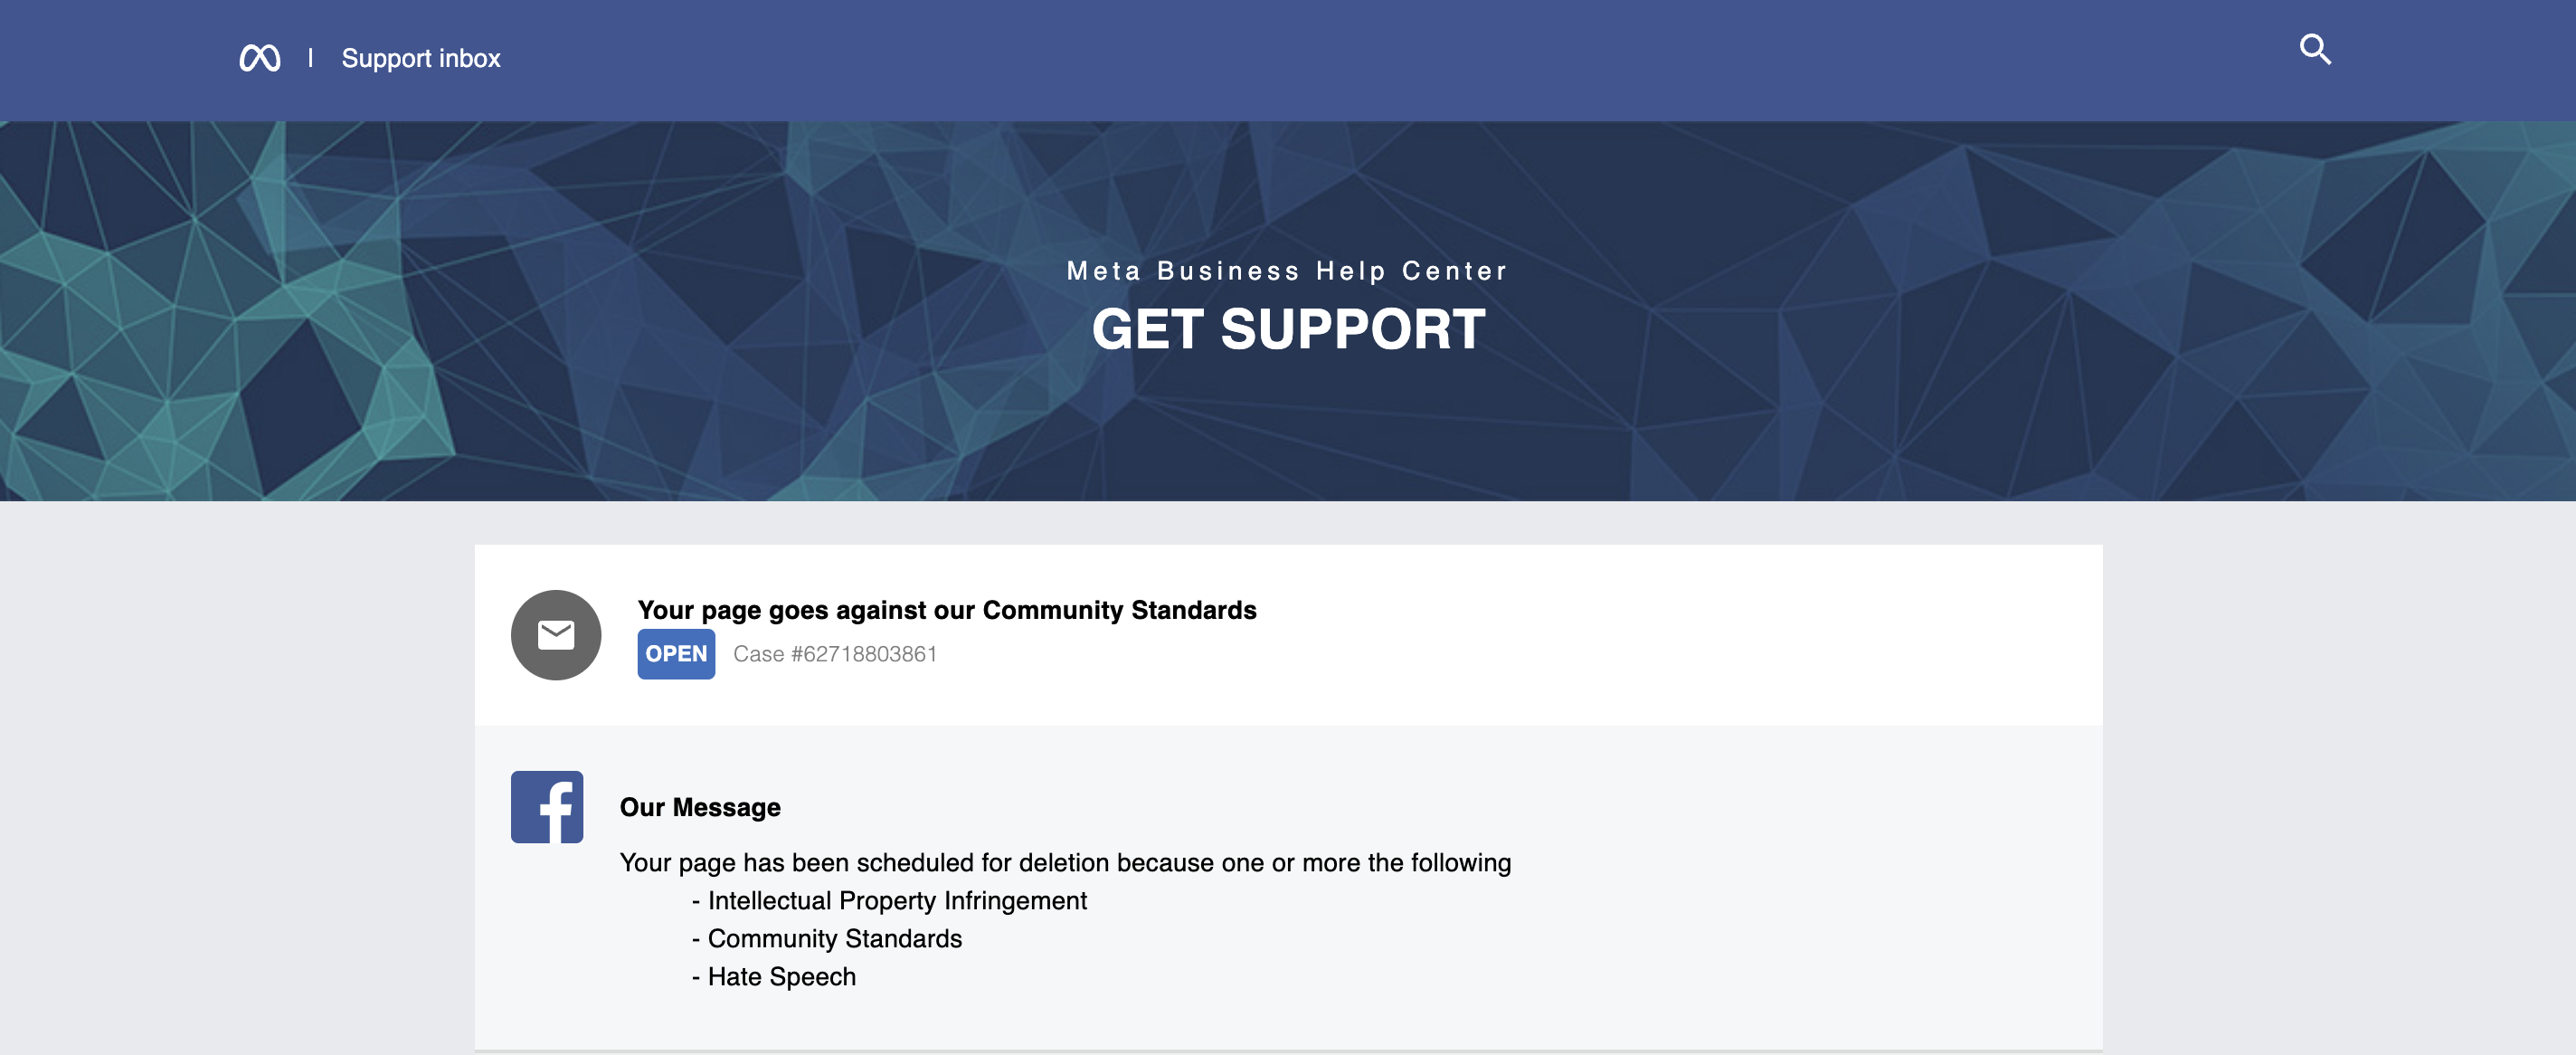 Support inbox
Meta Business Help Center
GET SUPPORT
Your page goes against our Community Standards
OPEN Case #62718803861
Our Message
Your page has been scheduled for deletion because one or more the following
- Intellectual Property Infringement
- Community Standards
- Hate Speech